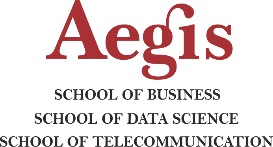 Aegis
SCHOOL OF BUSINESS
SCHOOL OF DATA SCIENCE
SCHOOL OF TELECOMMUNICATION